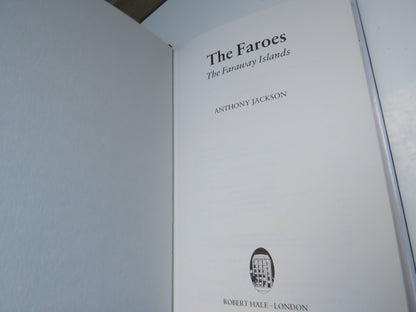 The Faroes
The Faraway Islands
ANTHONY JACKSON
ROBERT HALE · LONDON